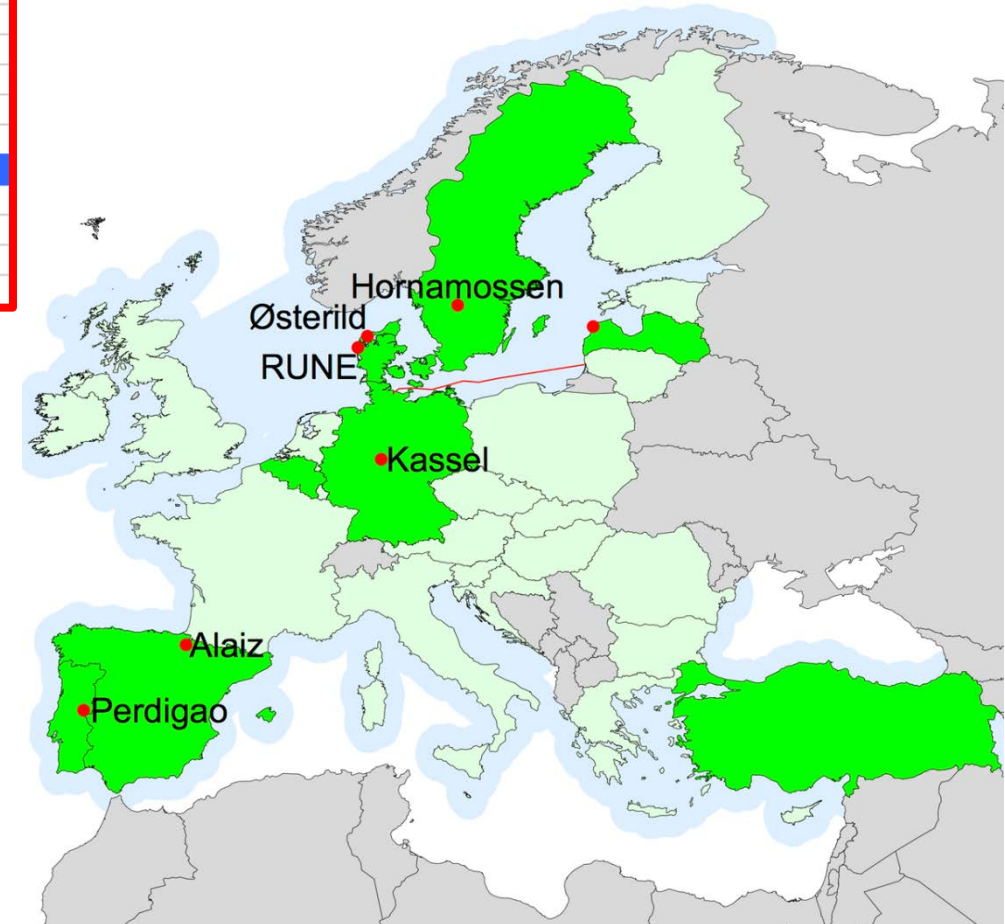 Hornamossen
Østerild
RUNE
Kassel
Alaiz
Perdigao